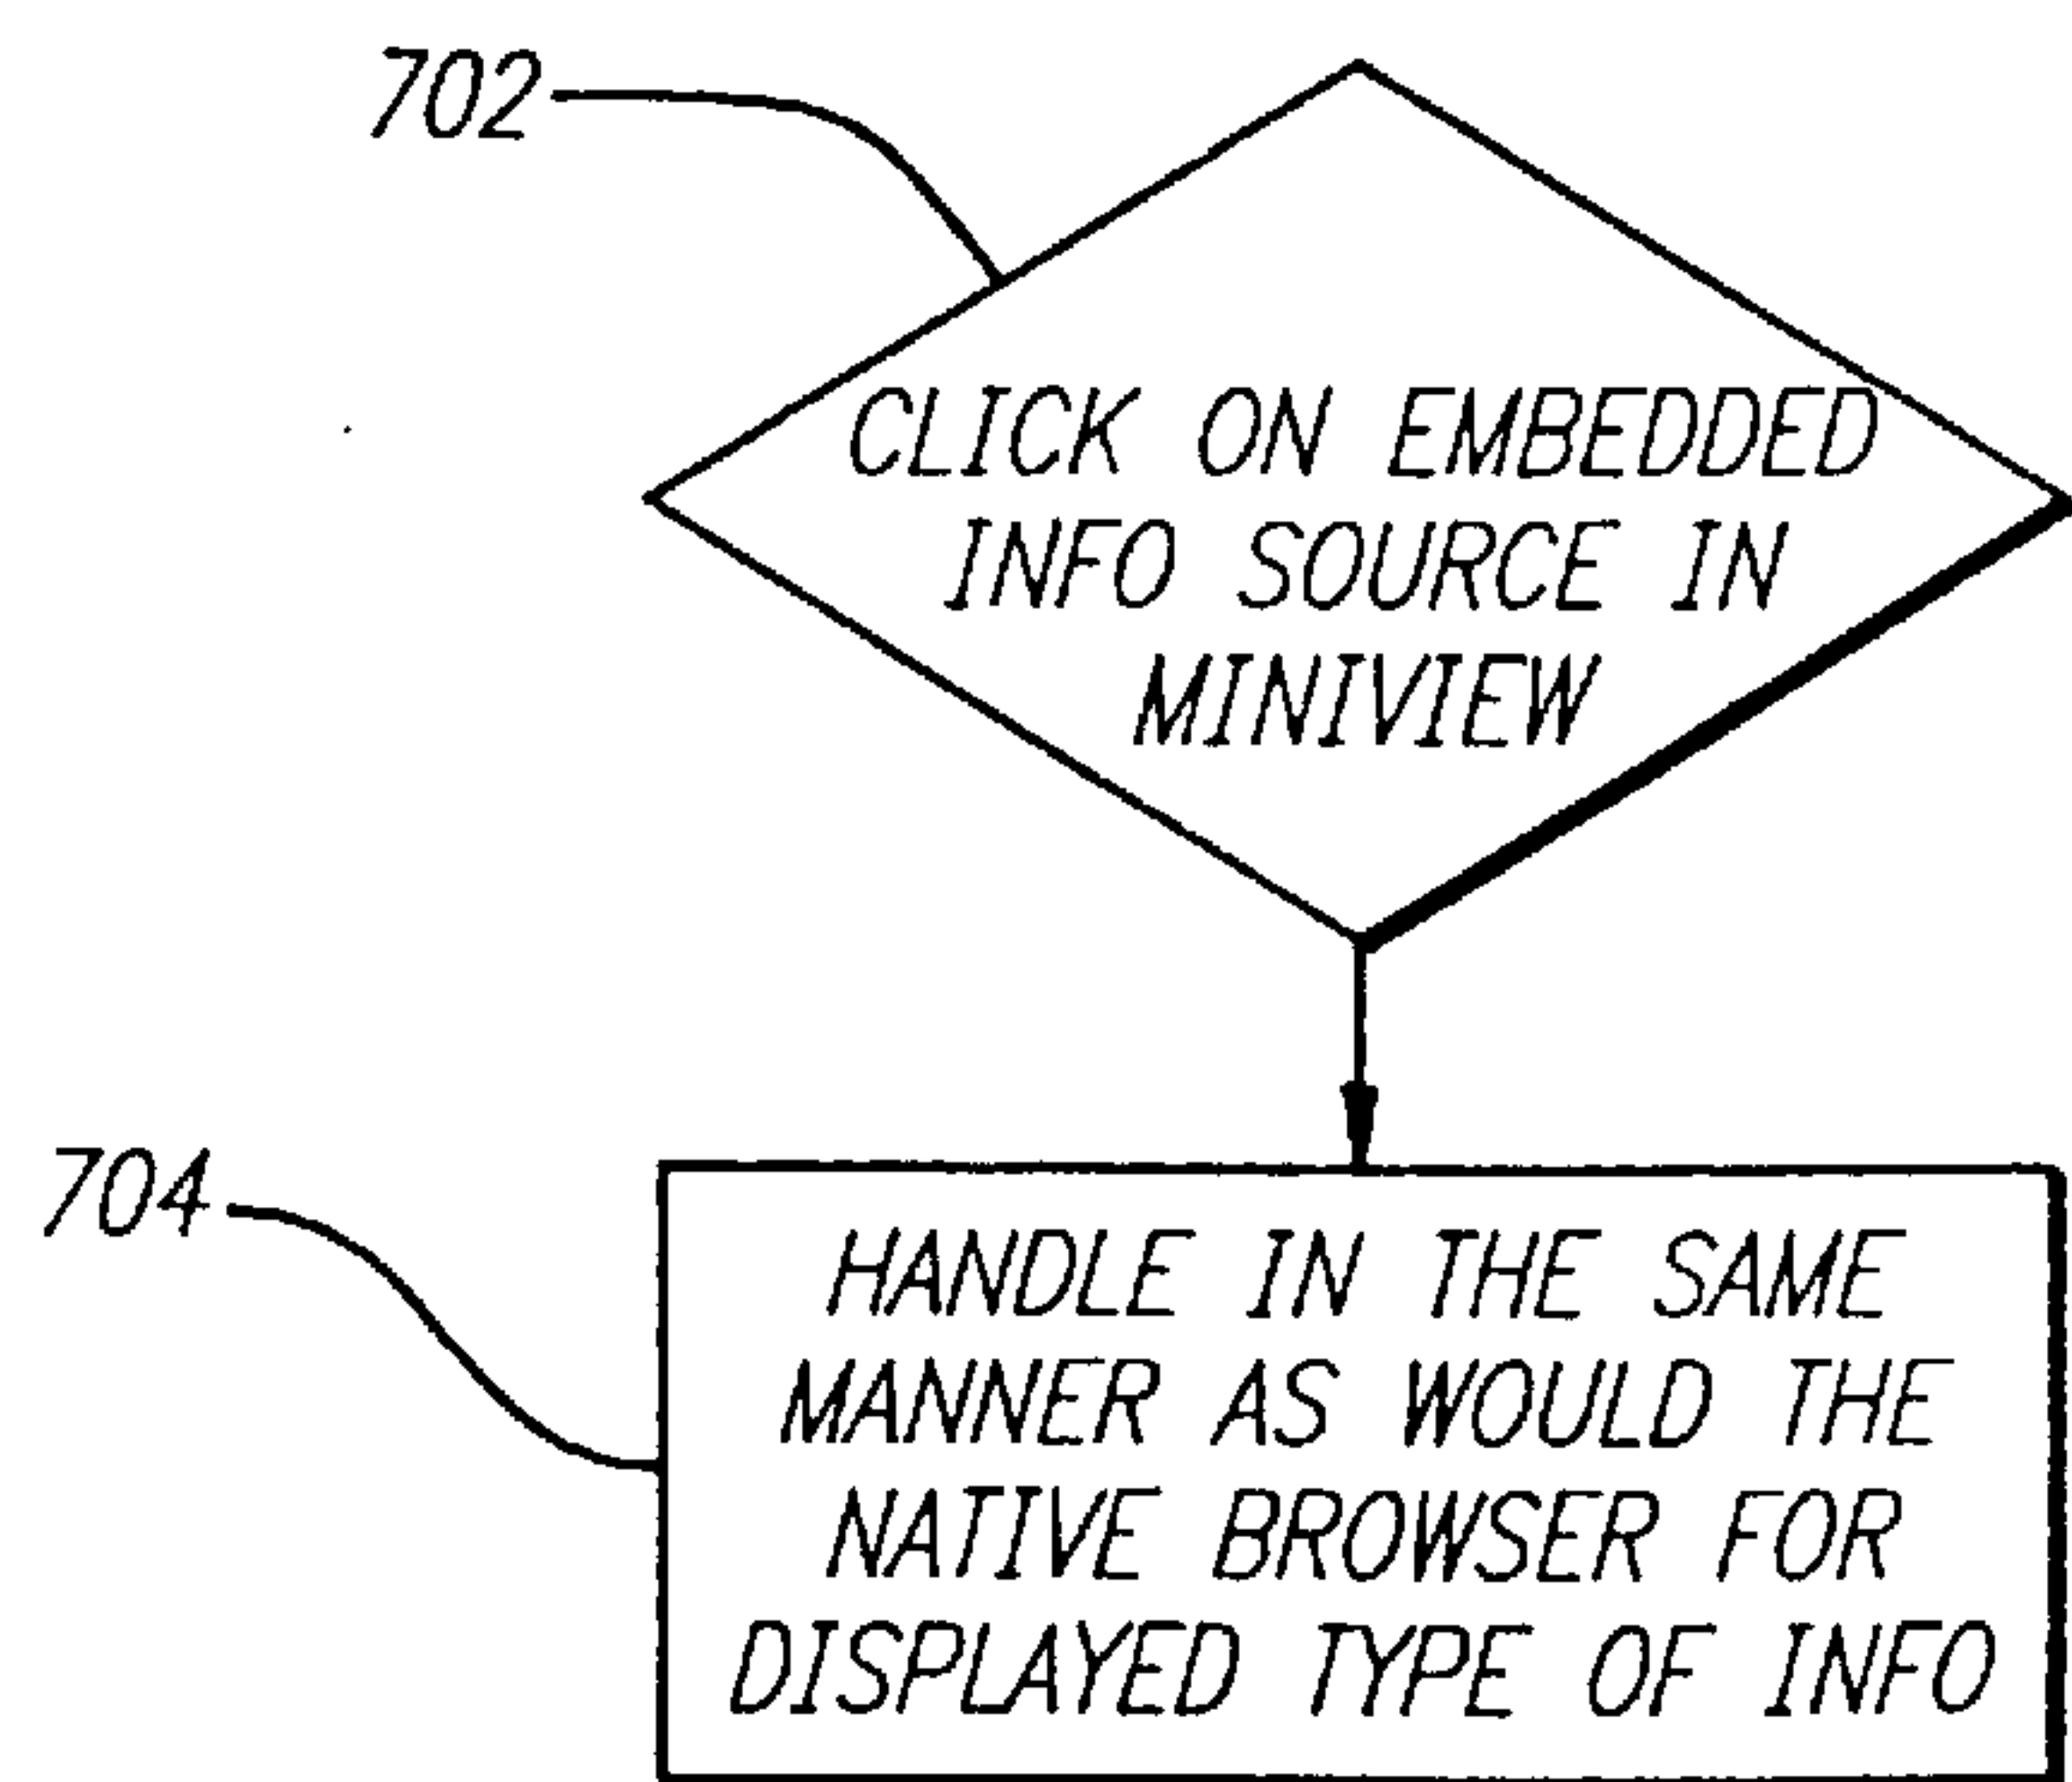 702
CLICK ON EMBEDDED
INFO SOURCE IN
MINIVIEW
704
HANDLE IN THE SAME
MANNER AS WOULD THE
NATIVE BROWSER FOR
DISPLAYED TYPE OF INFO